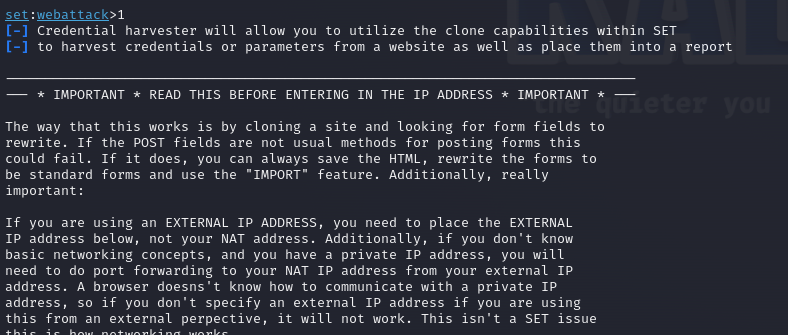 set:webattack>1
[-] Credential harvester will allow you to utilize the clone capabilities within SET
[-] to harvest credentials or parameters from a website as well as place them into a report
--- * IMPORTANT * READ THIS BEFORE ENTERING IN THE IP ADDRESS * IMPORTANT * ---
the quieter you
The way that this works is by cloning a site and looking for form fields to
rewrite. If the POST fields are not usual methods for posting forms this
could fail. If it does, you can always save the HTML, rewrite the forms to
be standard forms and use the "IMPORT" feature. Additionally, really
important:
If you are using an EXTERNAL IP ADDRESS, you need to place the EXTERNAL
IP address below, not your NAT address. Additionally, if you don't know
basic networking concepts, and you have a private IP address, you will
need to do port forwarding to your NAT IP address from your external IP
address. A browser doesns't know how to communicate with a private IP
address, so if you don't specify an external IP address if you are using
this from an external perpective, it will not work. This isn't a SET issue
this is how networking works.